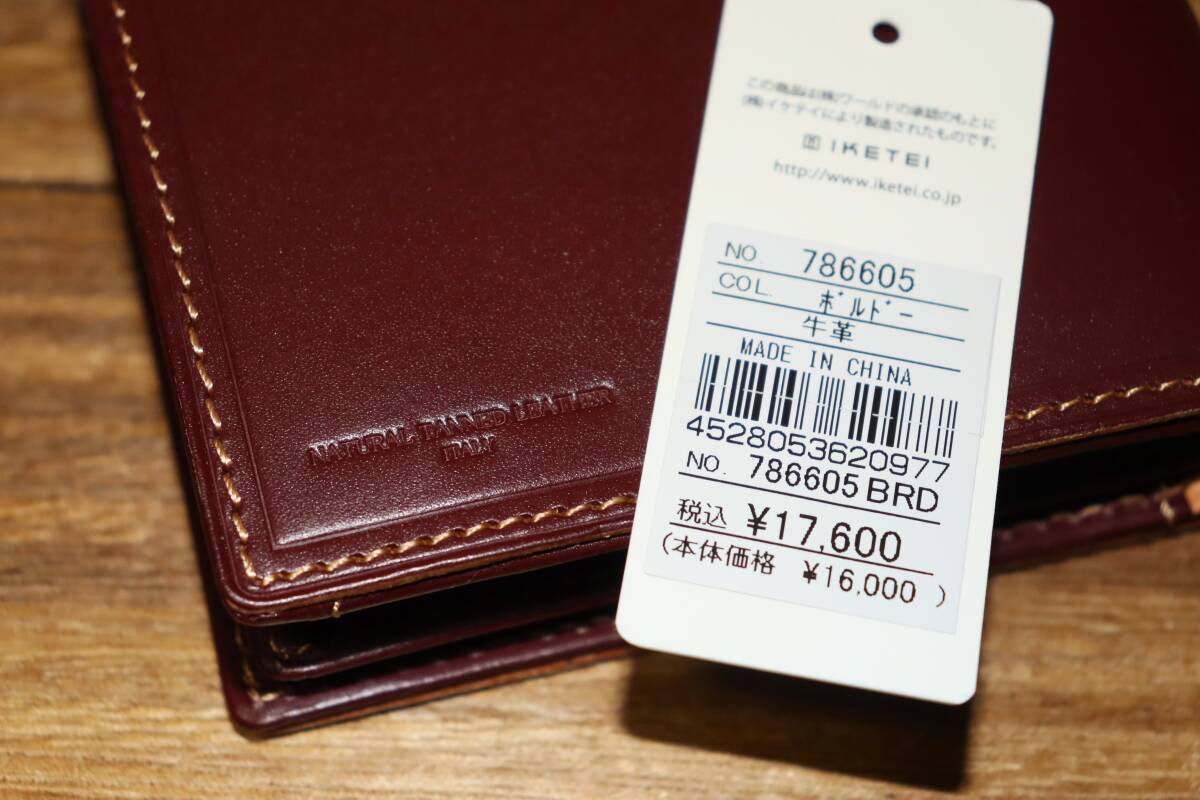 NATURAL TANNED LEATHER
ITALY
この商品は(株)ワールドの承認のもとに
(株)イケテイにより製造されたものです。
IKETEI
http://www.iketei.co.jp
NO. 786605
COL. ボルドー
牛革
MADE IN CHINA
4528053620977
NO. 786605BRD
税込 ¥17,600
(本体価格 ¥16,000 )